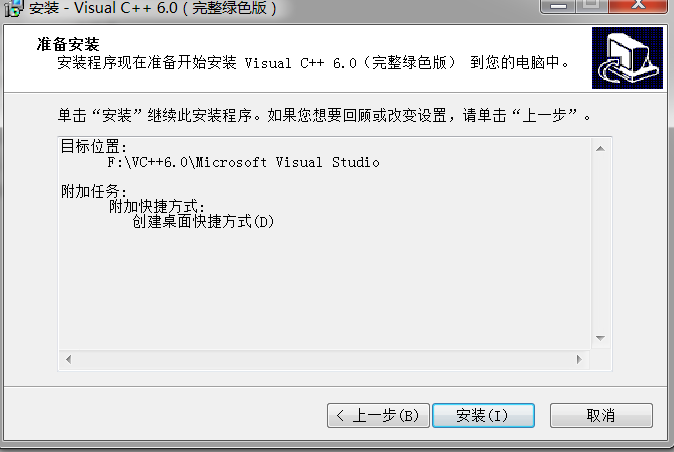 安装 - Visual C++ 6.0（完整绿色版）
准备安装
安装程序现在准备开始安装 Visual C++ 6.0（完整绿色版） 到您的电脑中。
单击“安装”继续此安装程序。如果您想要回顾或改变设置，请单击“上一步”。
目标位置:
F:\VC++6.0\Microsoft Visual Studio
附加任务:
附加快捷方式:
创建桌面快捷方式(D)
< 上一步(B) 安装(I) 取消